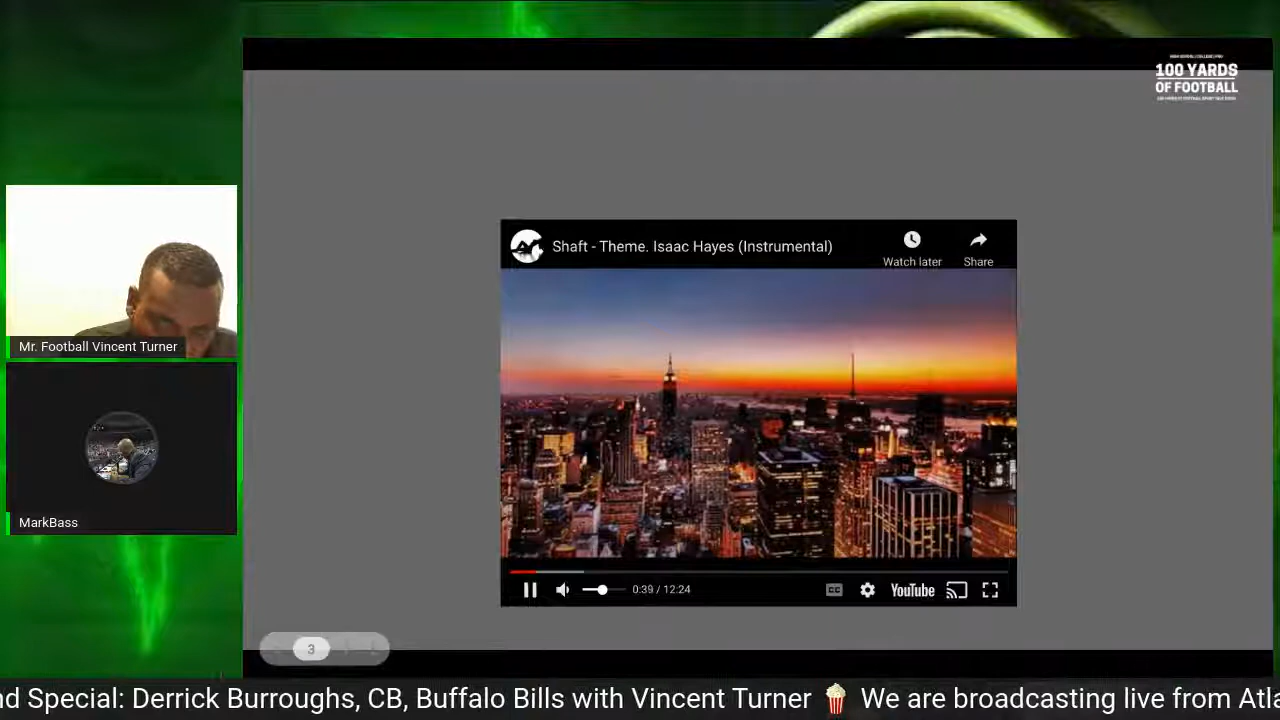 100 YARDS
OF FOOTBALL
Shaft - Theme. Isaac Hayes (Instrumental)
Watch later
Share
Mr. Football Vincent Turner
MarkBass
0:39 / 12:24
CC
YouTube
3
nd Special: Derrick Burroughs, CB, Buffalo Bills with Vincent Turner 🍿 We are broadcasting live from Atla